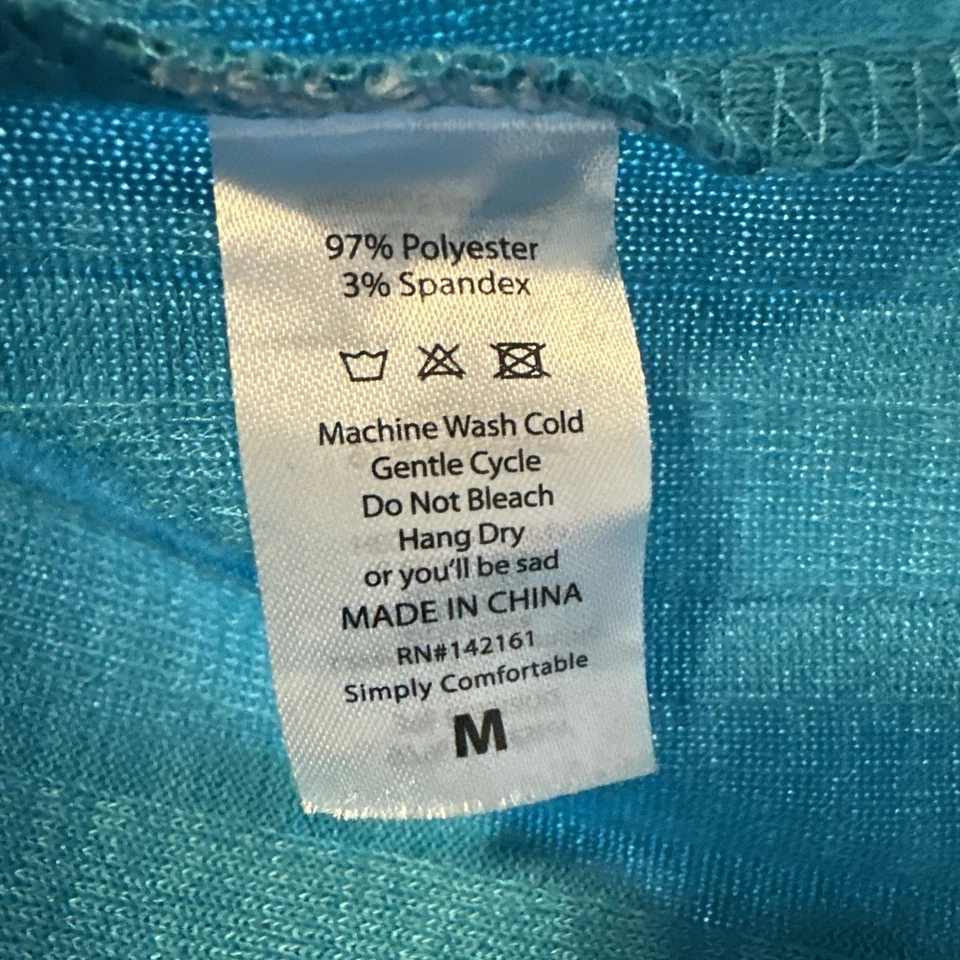 97% Polyester
3% Spandex
Machine Wash Cold
Gentle Cycle
Do Not Bleach
Hang Dry
or you'll be sad
MADE IN CHINA
RN#142161
Simply Comfortable
M